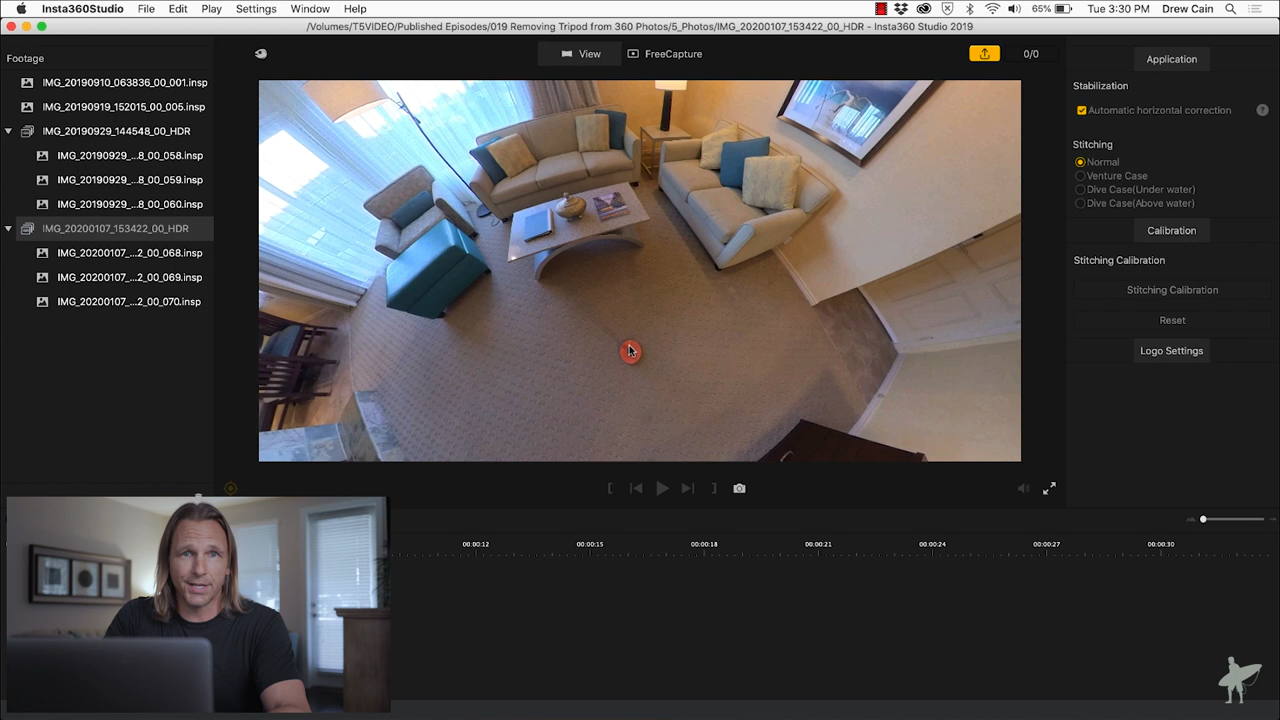 Insta360Studio File Edit Play Settings Window Help 65% Tue 3:30 PM Drew Cain
/Volumes/T5VIDEO/Published Episodes/019 Removing Tripod from 360 Photos/5_Photos/IMG_20200107_153422_00_HDR - Insta360 Studio 2019
Footage
View
FreeCapture
0/0
IMG_20190910_063836_00_001.insp
IMG_20190919_152015_00_005.insp
IMG_20190929_144548_00_HDR
IMG_20190929_...8_00_058.insp
IMG_20190929_...8_00_059.insp
IMG_20190929_...8_00_060.insp
IMG_20200107_153422_00_HDR
IMG_20200107_...2_00_068.insp
IMG_20200107_...2_00_069.insp
IMG_20200107_...2_00_070.insp
Application
Stabilization
Automatic horizontal correction ?
Stitching
Normal
Venture Case
Dive Case(Under water)
Dive Case(Above water)
Calibration
Stitching Calibration
Stitching Calibration
Reset
Logo Settings
00:00:12 00:00:15 00:00:18 00:00:21 00:00:24 00:00:27 00:00:30